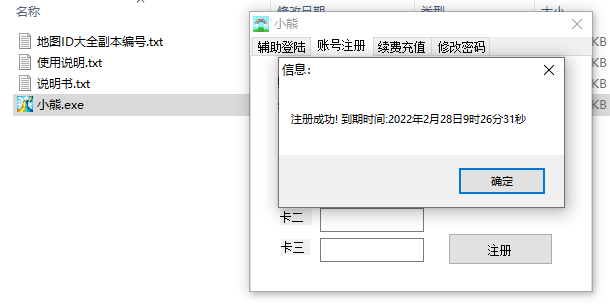 名称
修改日期
类型
大小
地图ID大全副本编号.txt
KB
使用说明.txt
KB
说明书.txt
KB
小熊.exe
KB
小熊
辅助登陆
账号注册
续费充值
修改密码
信息:
注册成功! 到期时间:2022年2月28日9时26分31秒
确定
卡二
卡三
注册